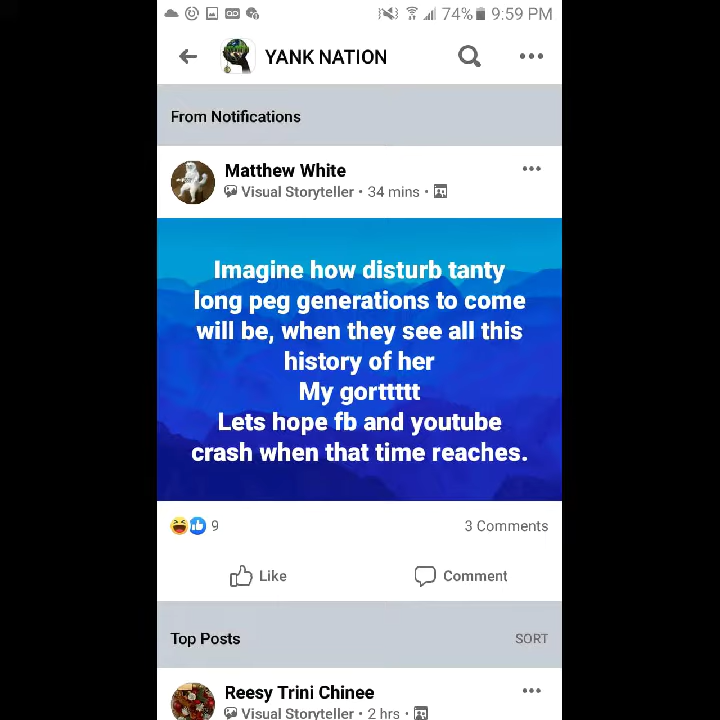 74% 9:59 PM
YANK NATION
From Notifications
Matthew White
Visual Storyteller • 34 mins •
Imagine how disturb tanty
long peg generations to come
will be, when they see all this
history of her
My gorttttt
Lets hope fb and youtube
crash when that time reaches.
9 3 Comments
Like Comment
Top Posts SORT
Reesy Trini Chinee
Visual Storyteller • 2 hrs •